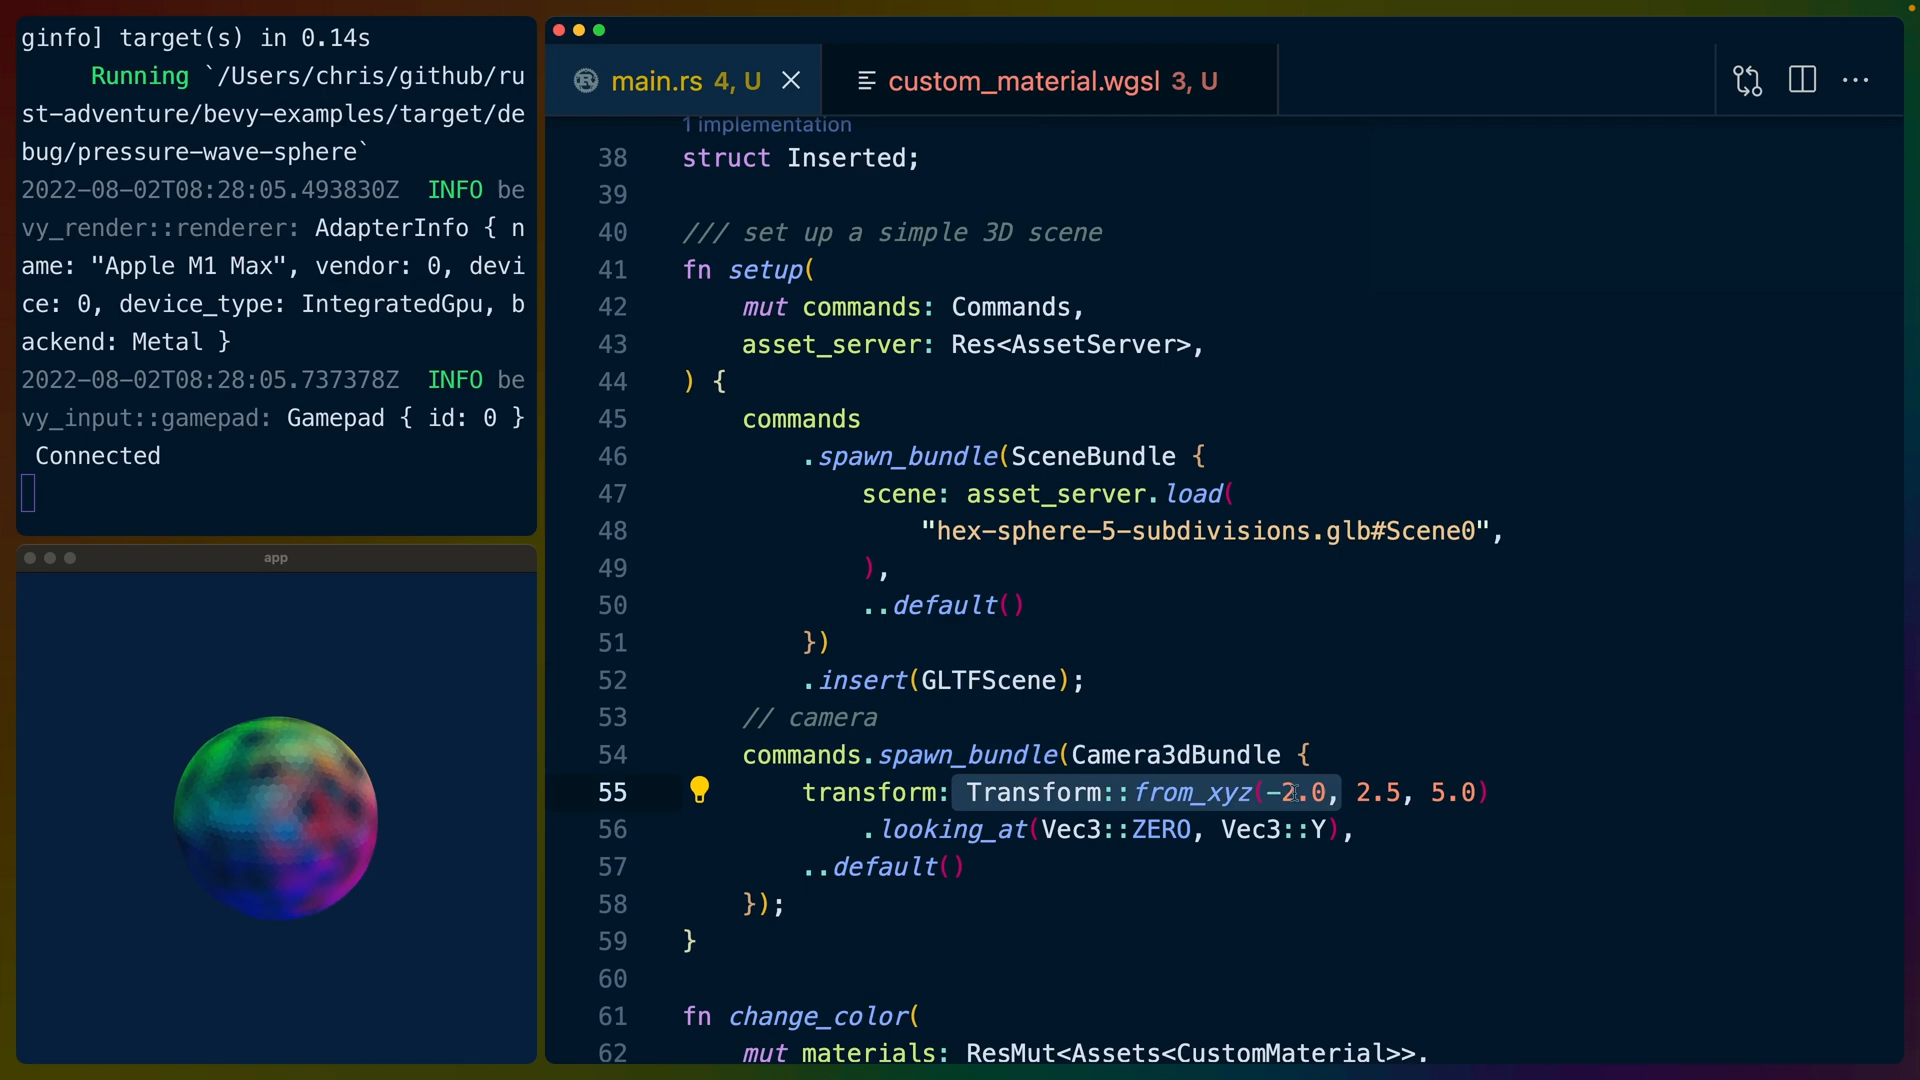 ginfo] target(s) in 0.14s
Running `/Users/chris/github/ru
st-adventure/bevy-examples/target/de
bug/pressure-wave-sphere`
2022-08-02T08:28:05.493830Z INFO be
vy_render::renderer: AdapterInfo { n
ame: "Apple M1 Max", vendor: 0, devi
ce: 0, device_type: IntegratedGpu, b
ackend: Metal }
2022-08-02T08:28:05.737378Z INFO be
vy_input::gamepad: Gamepad { id: 0 }
Connected
app
main.rs 4, U
custom_material.wgsl 3, U
1 implementation
38 struct Inserted;
39
40 /// set up a simple 3D scene
41 fn setup(
42 mut commands: Commands,
43 asset_server: Res<AssetServer>,
44 ) {
45 commands
46 .spawn_bundle(SceneBundle {
47 scene: asset_server.load(
48 "hex-sphere-5-subdivisions.glb#Scene0",
49 ),
50 ..default()
51 })
52 .insert(GLTFScene);
53 // camera
54 commands.spawn_bundle(Camera3dBundle {
55 transform: Transform::from_xyz(-2.0, 2.5, 5.0)
56 .looking_at(Vec3::ZERO, Vec3::Y),
57 ..default()
58 });
59 }
60
61 fn change_color(
62 mut materials: ResMut<Assets<CustomMaterial>>,